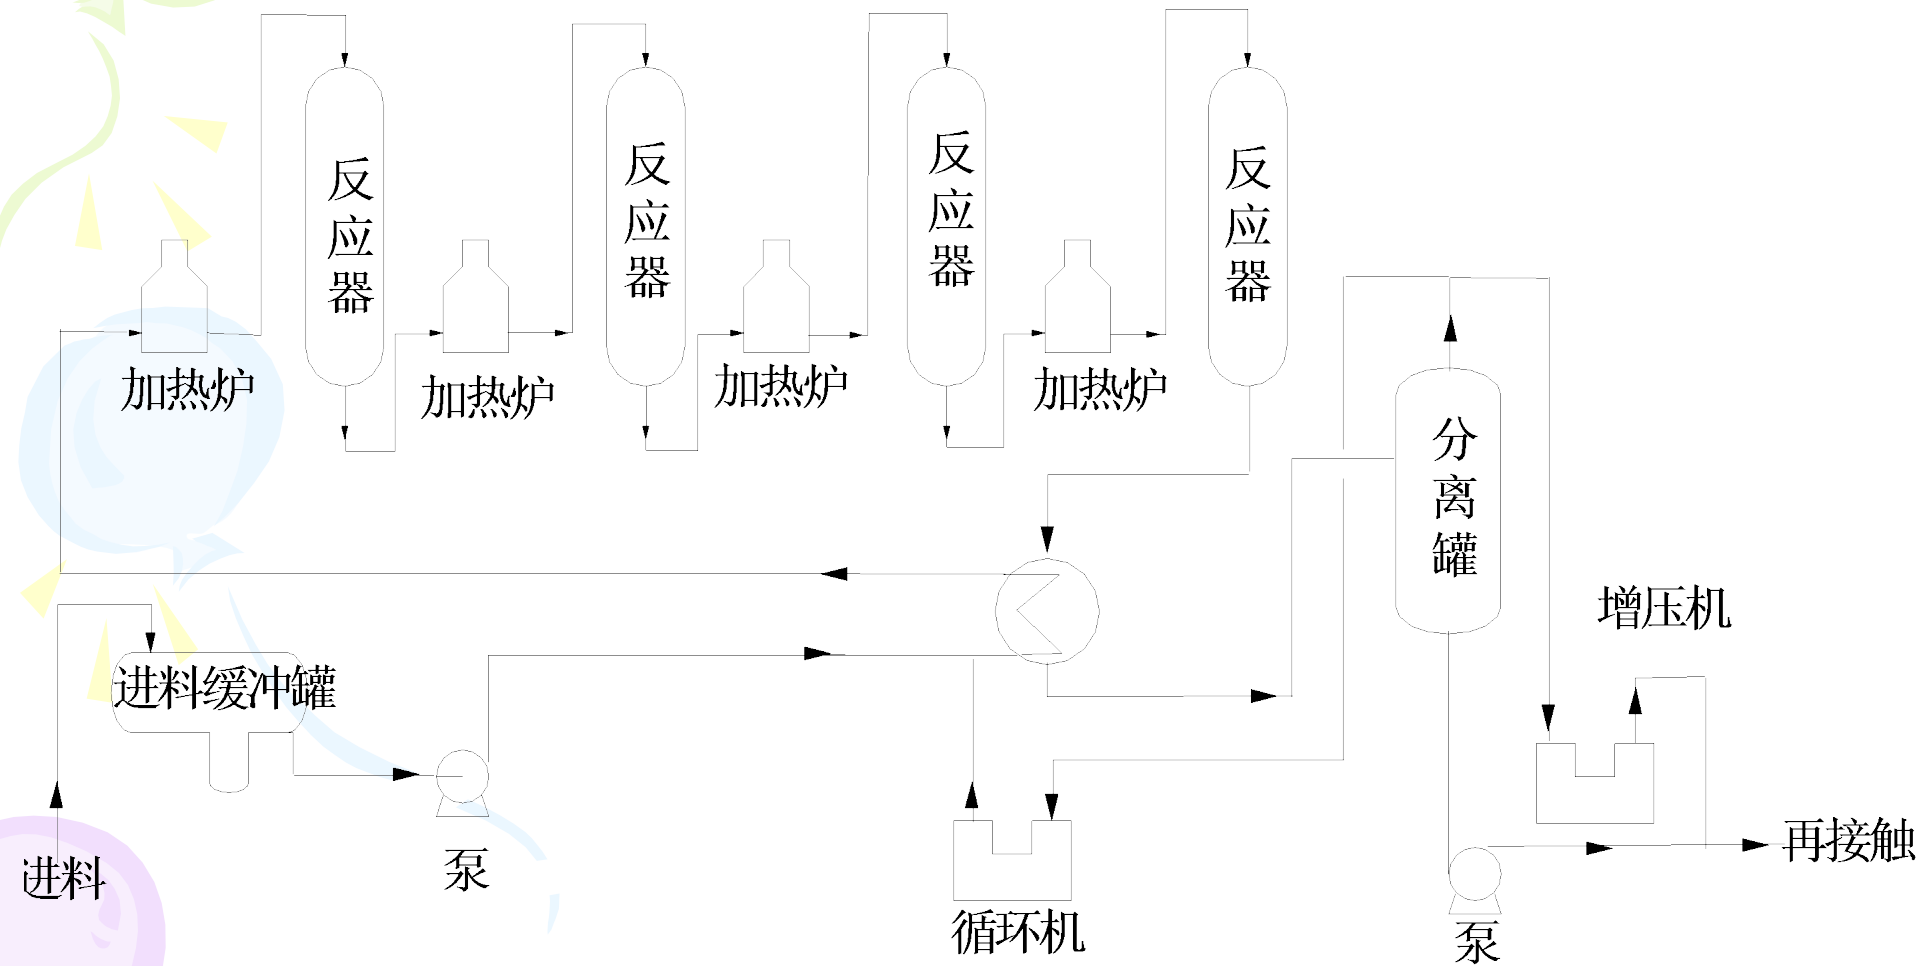 反应器
反应器
反应器
反应器
加热炉
加热炉
加热炉
加热炉
分离罐
增压机
进料缓冲罐
进料
泵
循环机
再接触
泵